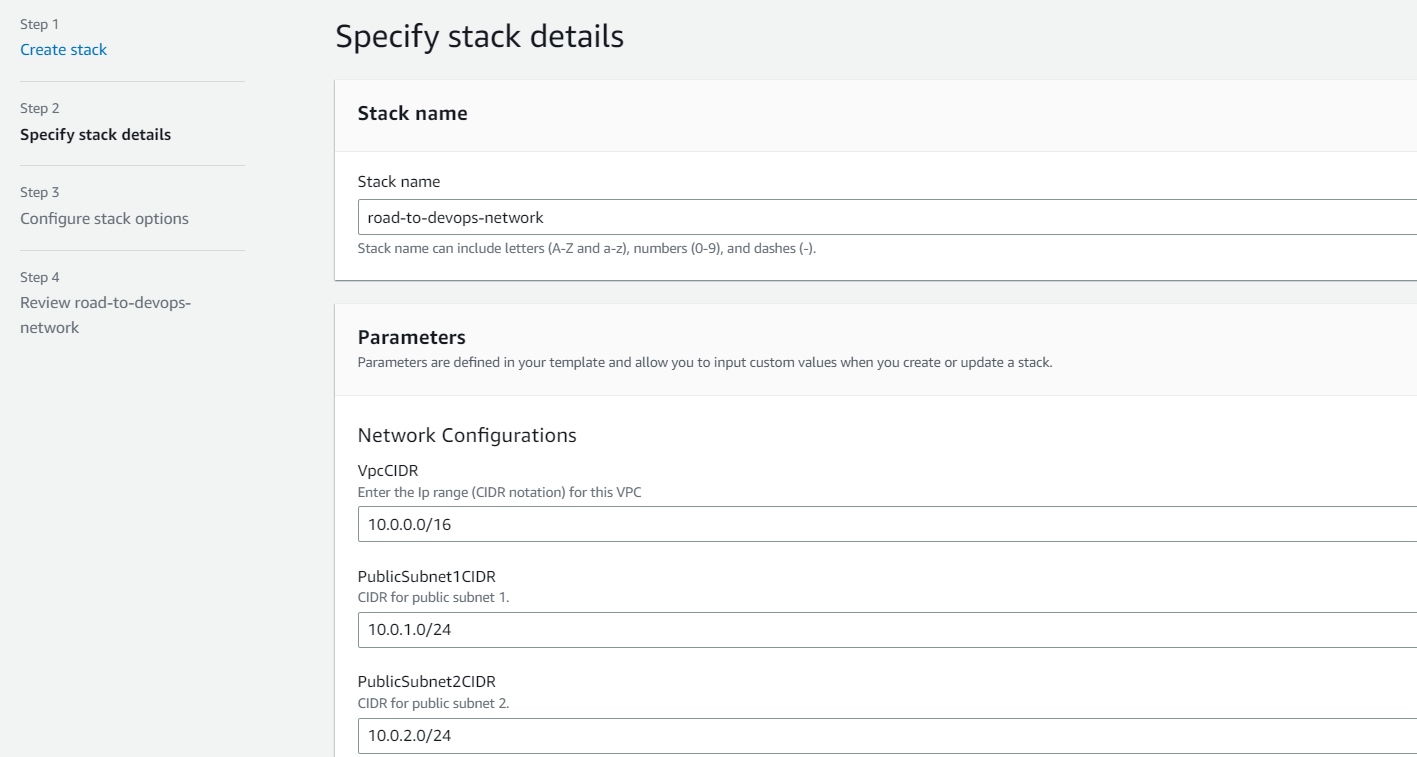 Step 1
Create stack
Step 2
Specify stack details
Step 3
Configure stack options
Step 4
Review road-to-devops-
network
Specify stack details
Stack name
Stack name
road-to-devops-network
Stack name can include letters (A-Z and a-z), numbers (0-9), and dashes (-).
Parameters
Parameters are defined in your template and allow you to input custom values when you create or update a stack.
Network Configurations
VpcCIDR
Enter the Ip range (CIDR notation) for this VPC
10.0.0.0/16
PublicSubnet1CIDR
CIDR for public subnet 1.
10.0.1.0/24
PublicSubnet2CIDR
CIDR for public subnet 2.
10.0.2.0/24